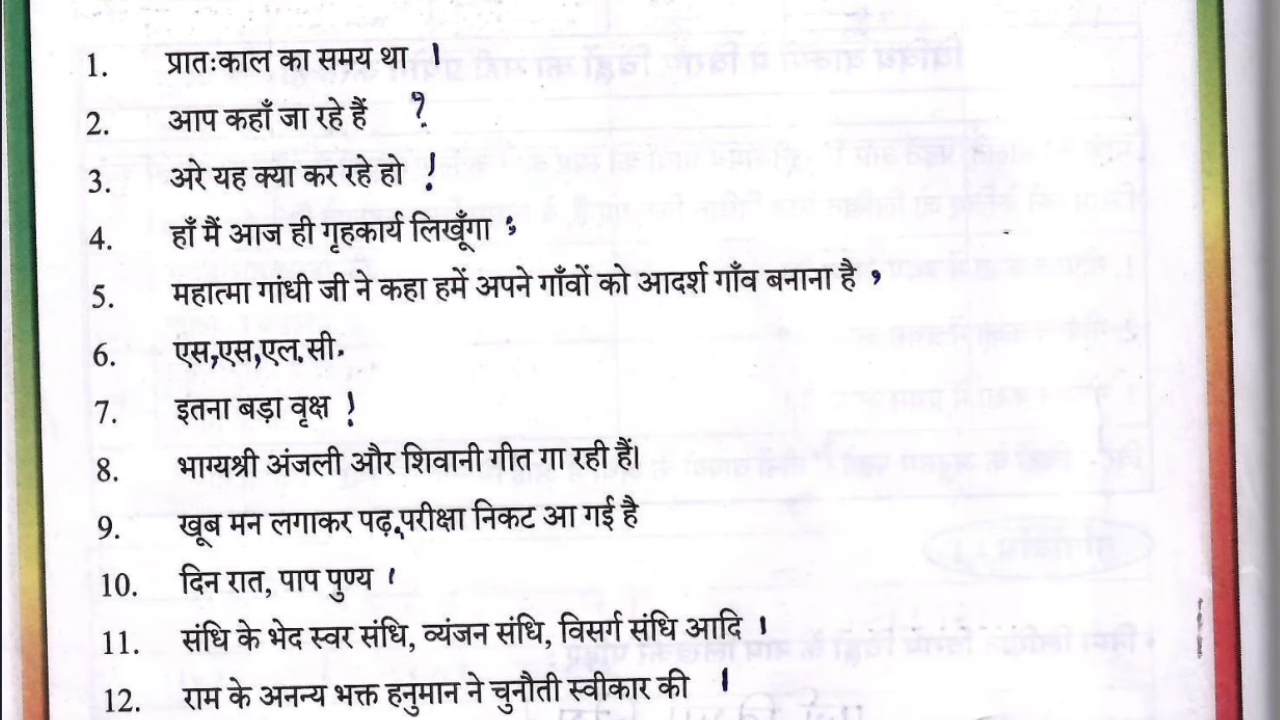 1. प्रातःकाल का समय था ।
2. आप कहाँ जा रहे हैं ?
3. अरे यह क्या कर रहे हो !
4. हाँ मैं आज ही गृहकार्य लिखूँगा ,
5. महात्मा गांधी जी ने कहा हमें अपने गाँवों को आदर्श गाँव बनाना है ,
6. एस,एस,एल.सी.
7. इतना बड़ा वृक्ष !
8. भाग्यश्री अंजली और शिवानी गीत गा रही हैं।
9. खूब मन लगाकर पढ़,परीक्षा निकट आ गई है
10. दिन रात, पाप पुण्य ।
11. संधि के भेद स्वर संधि, व्यंजन संधि, विसर्ग संधि आदि ।
12. राम के अनन्य भक्त हनुमान ने चुनौती स्वीकार की ।